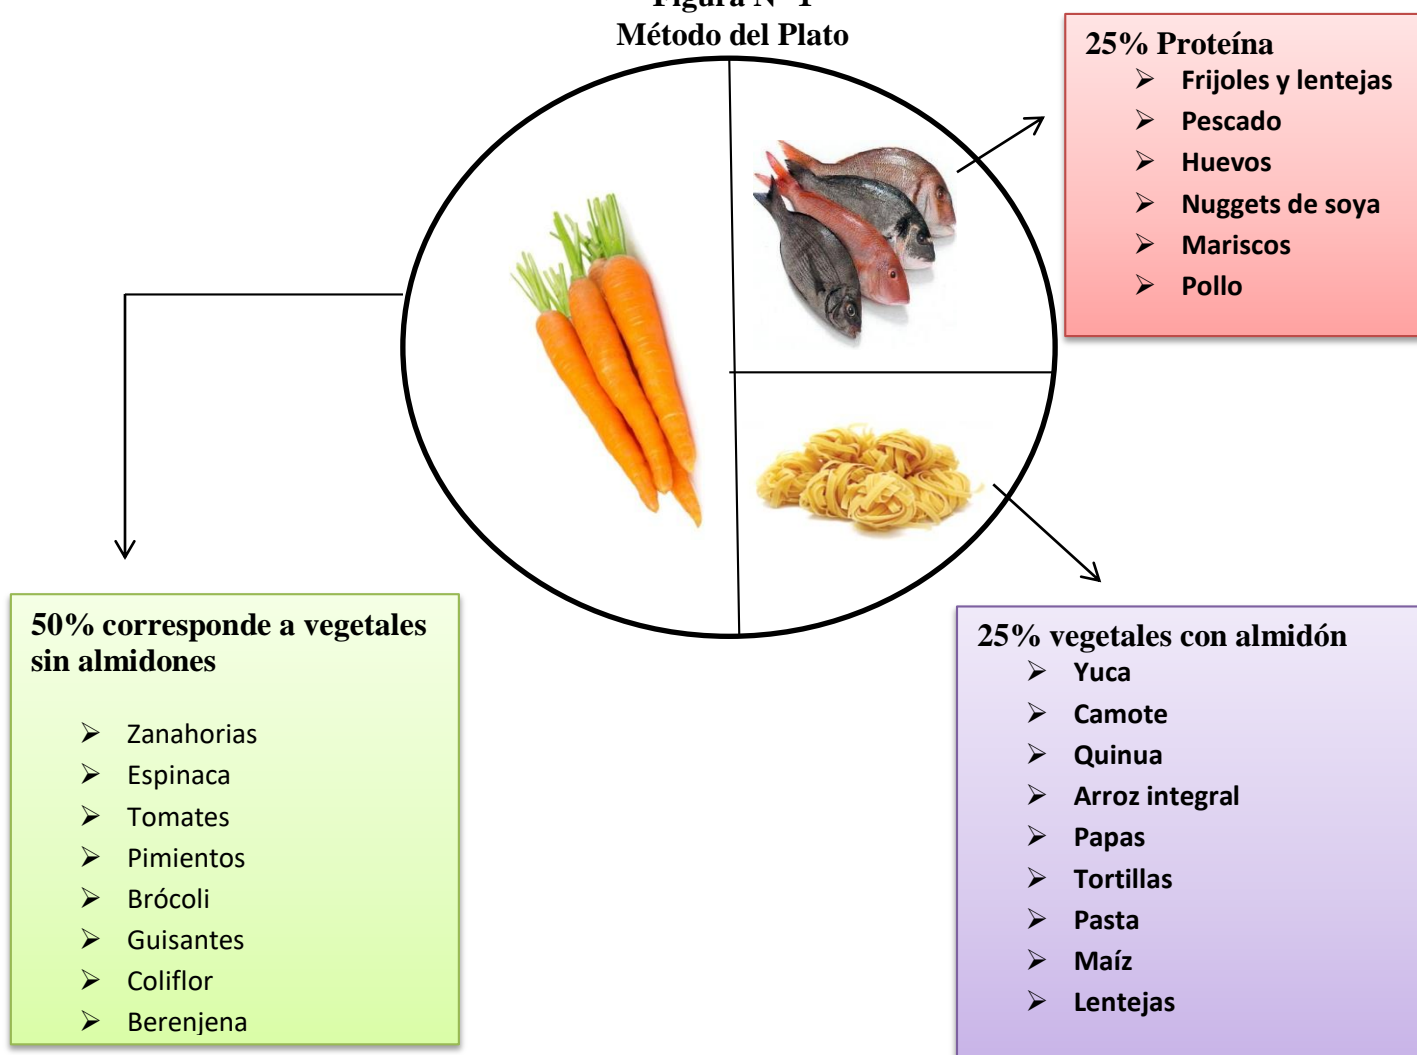 Figura N° 1
Método del Plato
25% Proteína
Frijoles y lentejas
Pescado
Huevos
Nuggets de soya
Mariscos
Pollo
50% corresponde a vegetales
sin almidones
Zanahorias
Espinaca
Tomates
Pimientos
Brócoli
Guisantes
Coliflor
Berenjena
25% vegetales con almidón
Yuca
Camote
Quinua
Arroz integral
Papas
Tortillas
Pasta
Maíz
Lentejas